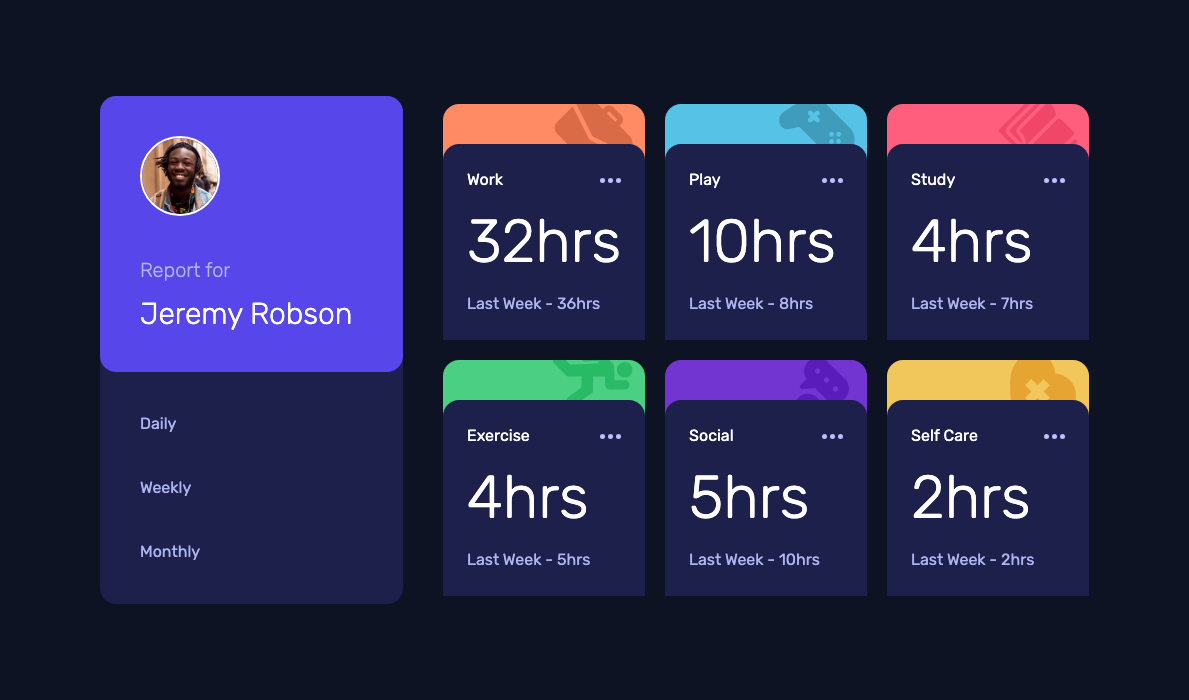 Report for
Jeremy Robson
Daily
Weekly
Monthly
Work
32hrs
Last Week - 36hrs
Play
10hrs
Last Week - 8hrs
Study
4hrs
Last Week - 7hrs
Exercise
4hrs
Last Week - 5hrs
Social
5hrs
Last Week - 10hrs
Self Care
2hrs
Last Week - 2hrs